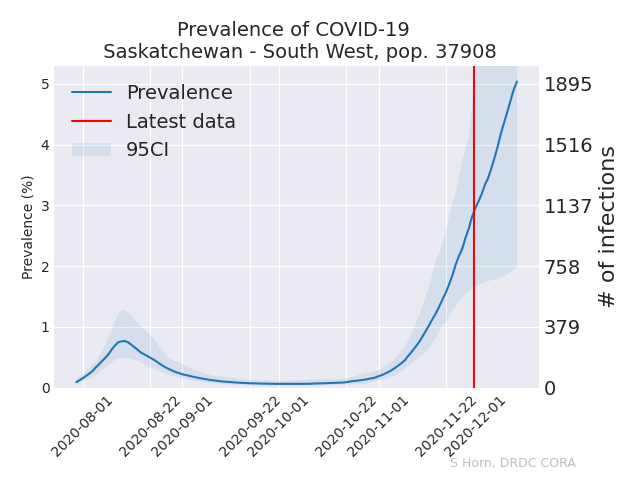 Prevalence of COVID-19
Saskatchewan - South West, pop. 37908
Prevalence
Latest data
95CI
Prevalence (%)
5
4
3
2
1
0
1895
1516
1137
758
379
0
# of infections
2020-08-01
2020-08-22
2020-09-01
2020-09-22
2020-10-01
2020-10-22
2020-11-01
2020-11-22
2020-12-01
S Horn, DRDC CORA